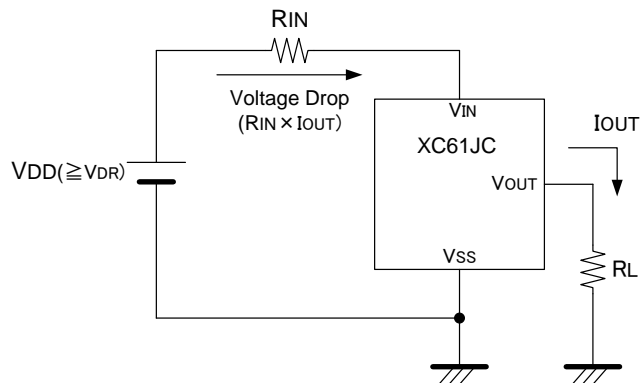 RIN
Voltage Drop
(RIN × IOUT)
VIN
XC61JC
IOUT
VDD(≧VDR)
VOUT
VSS
RL